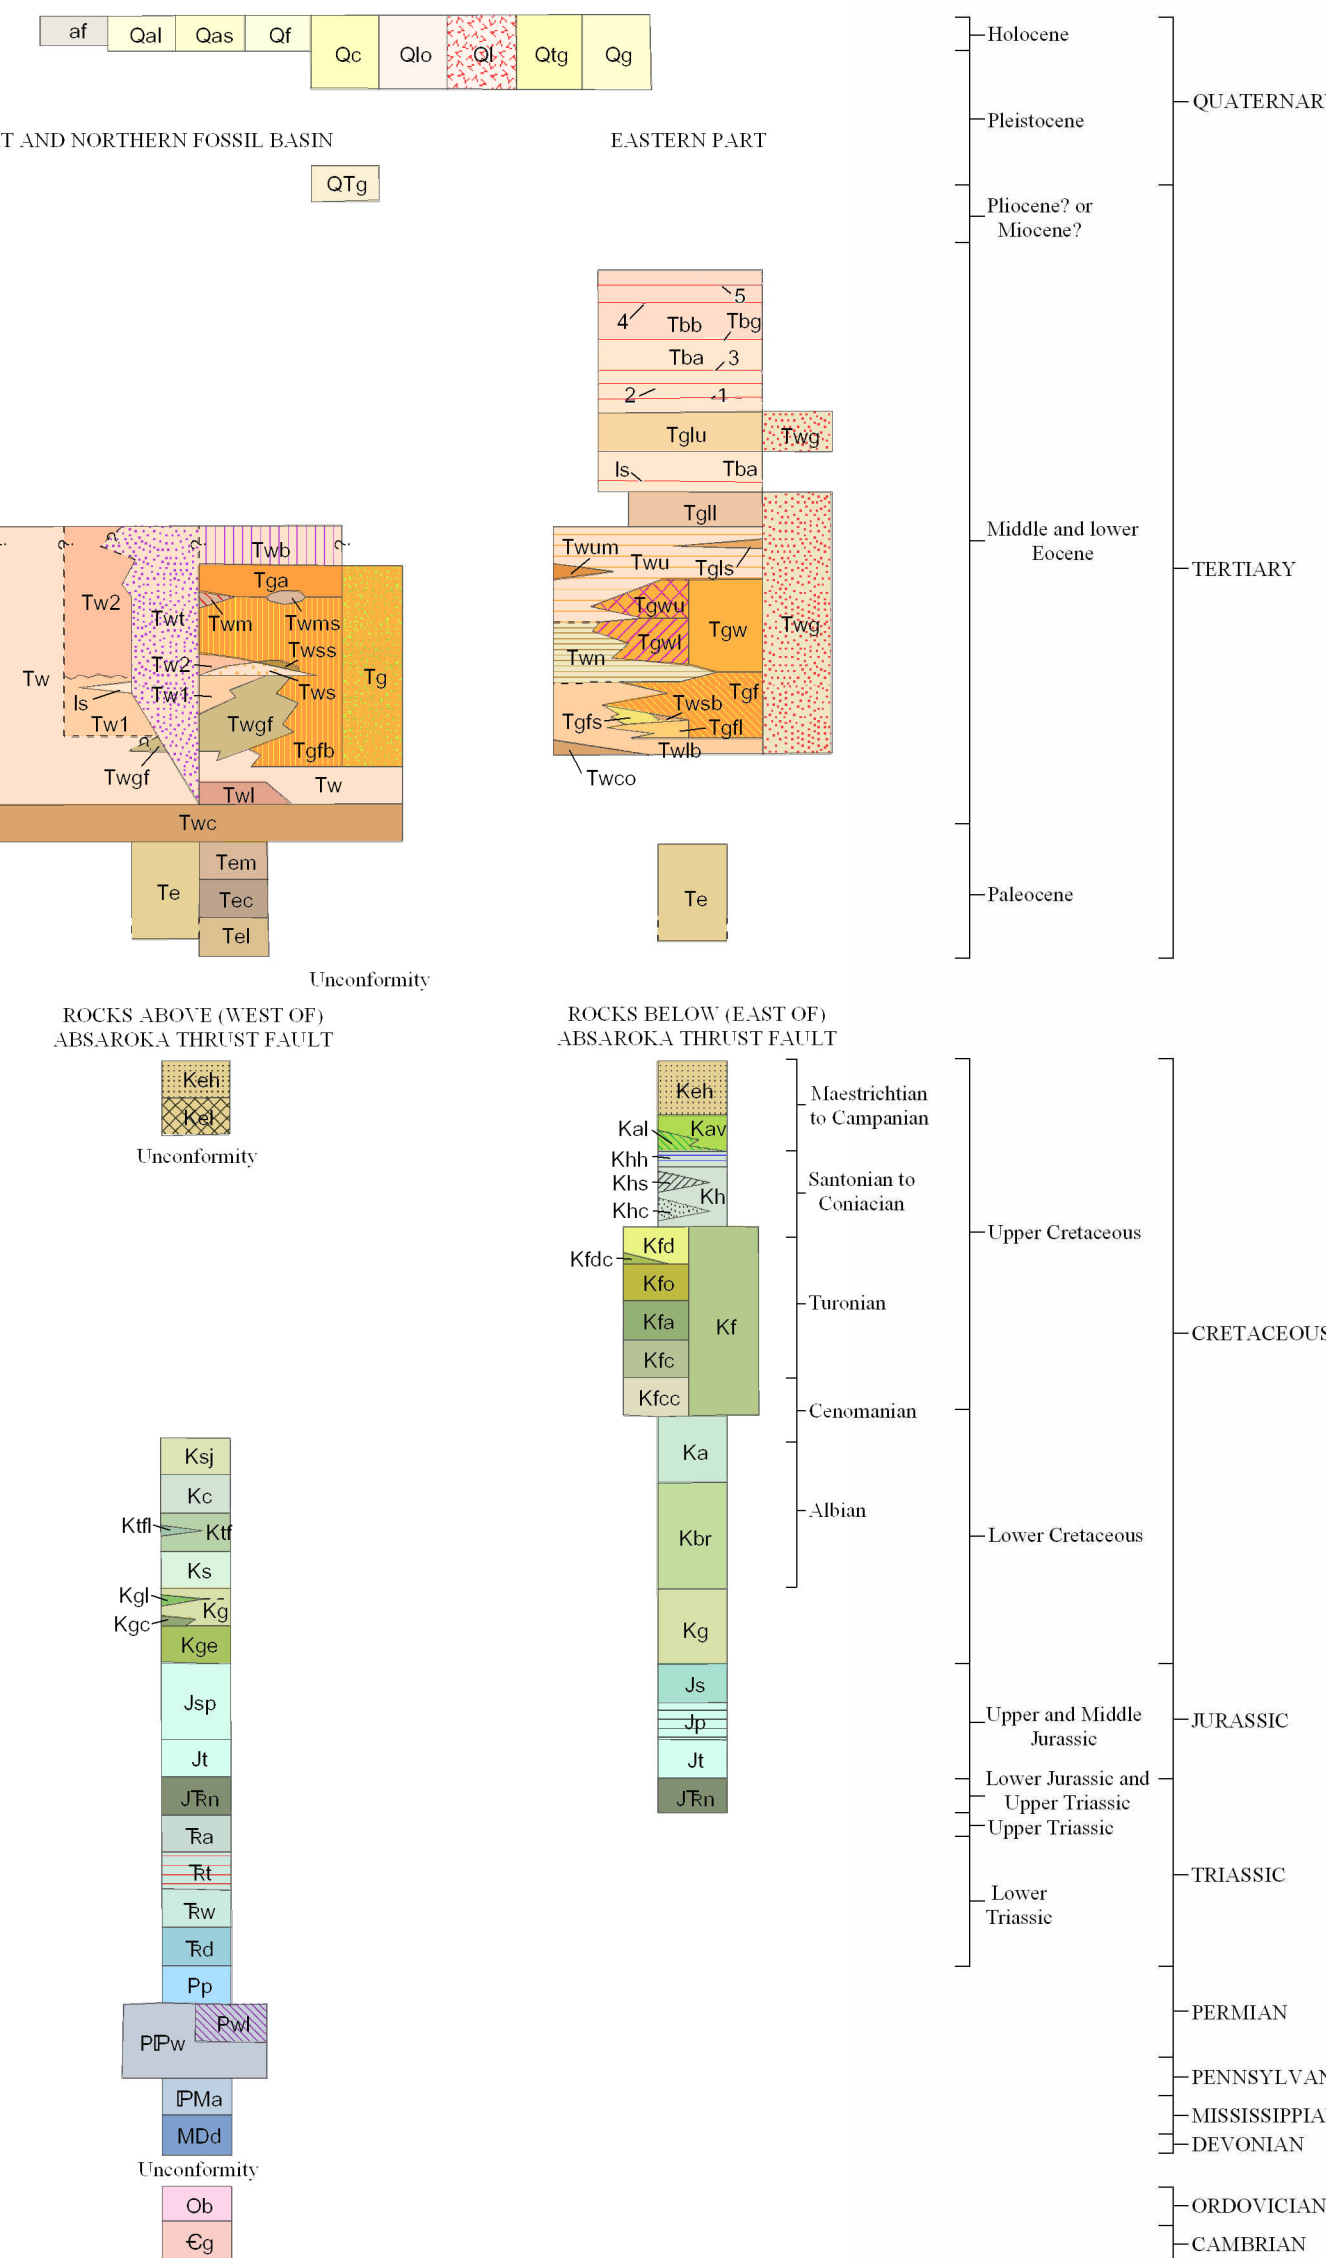 af Qal Qas Qf Qc Qlo Ql Qtg Qg
Holocene
QUATERNARY
Pleistocene
T AND NORTHERN FOSSIL BASIN
EASTERN PART
QTg
Pliocene? or
Miocene?
5
4 Tbb Tbg
Tba 3
2 1
Tglu Twg
ls Tba
Tgll
Middle and lower
Eocene
TERTIARY
? ? ? ? ?
Twb
Tga
Tw2
Twt
Twm Twms
Twss
Tw2
Tws
Tw
ls
Tw1
Tw1
Tg
Twgf
?
Tgfb
Twgf
Tw
Twl
Twc
Twum
Twu
Tgls
Tgwu
Tgw
Twg
Tgwl
Twn
Tgf
Twsb
Tgfs
Tgfl
Twlb
Twco
Te
Tem
Tec
Tel
Te
Paleocene
Unconformity
ROCKS ABOVE (WEST OF)
ABSAROKA THRUST FAULT
ROCKS BELOW (EAST OF)
ABSAROKA THRUST FAULT
Keh
Kel
Unconformity
Keh
Kal Kav
Khh
Khs
Kh
Khc
Kfd
Kfdc
Kfo
Kfa
Kf
Kfc
Kfcc
Ka
Kbr
Kg
Js
Jp
Jt
JTRn
Maestrichtian
to Campanian
Santonian to
Coniacian
Turonian
Cenomanian
Albian
Upper Cretaceous
Lower Cretaceous
CRETACEOUS
Ksj
Kc
Ktfl Ktf
Ks
Kgl
Kg
Kgc
Kge
Jsp
Jt
JTRn
TRa
TRt
TRw
TRd
Pp
Pwl
PIPw
IPMa
MDd
Unconformity
Ob
Єg
Upper and Middle
Jurassic
JURASSIC
Lower Jurassic and
Upper Triassic
Upper Triassic
Lower
Triassic
TRIASSIC
PERMIAN
PENNSYLVAN
MISSISSIPPIA
DEVONIAN
ORDOVICIAN
CAMBRIAN